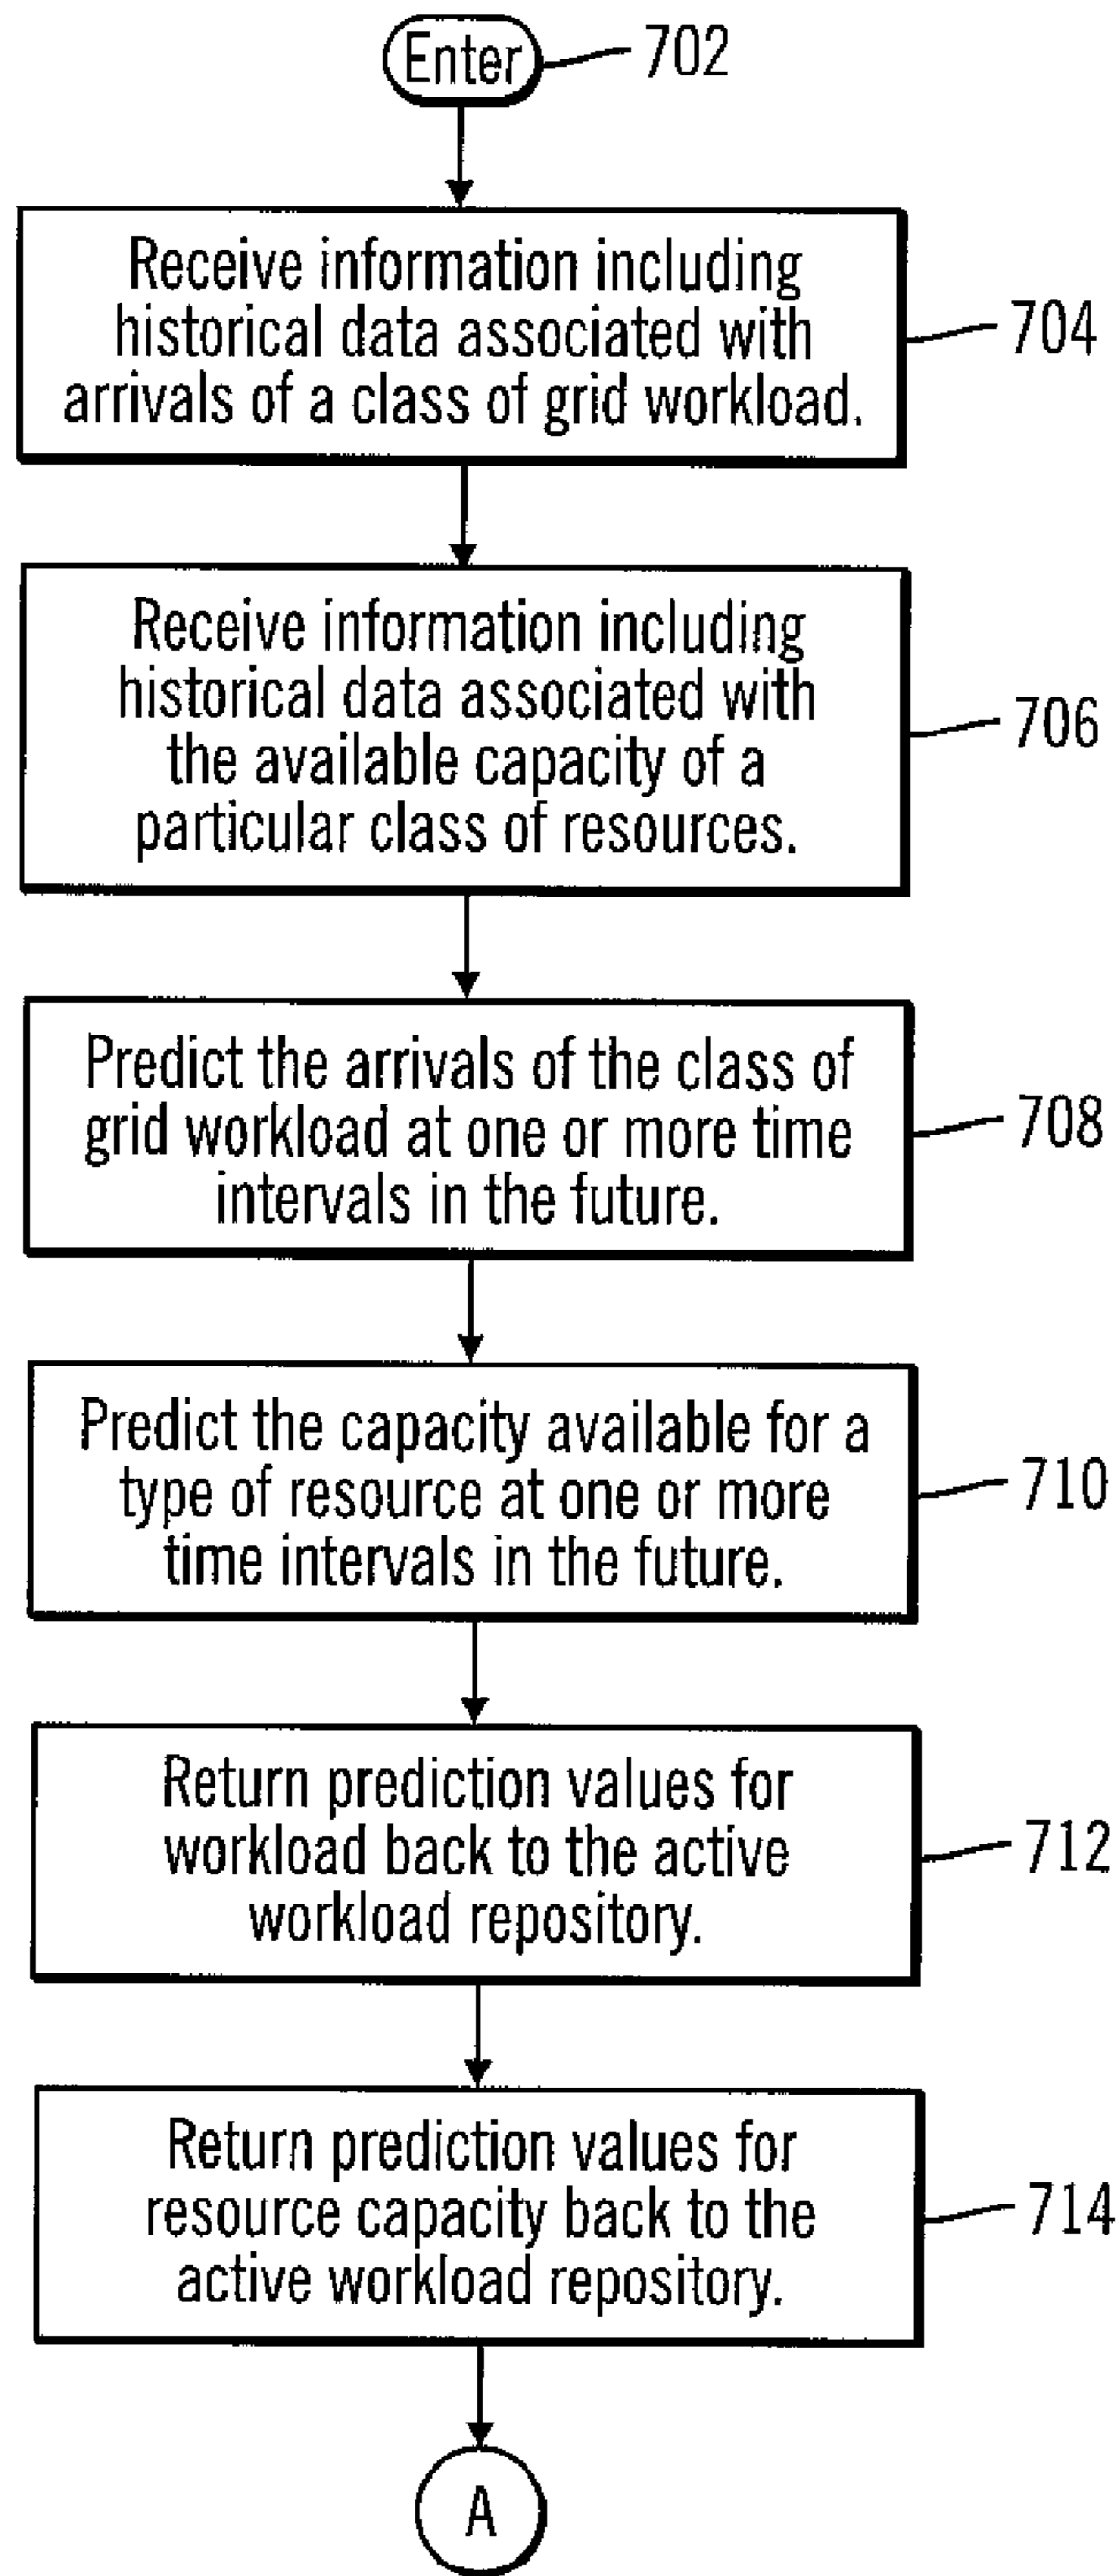 Enter
702
Receive information including
historical data associated with
arrivals of a class of grid workload.
704
Receive information including
historical data associated with
the available capacity of a
particular class of resources.
706
Predict the arrivals of the class of
grid workload at one or more time
intervals in the future.
708
Predict the capacity available for a
type of resource at one or more
time intervals in the future.
710
Return prediction values for
workload back to the active
workload repository.
712
Return prediction values for
resource capacity back to the
active workload repository.
714
A